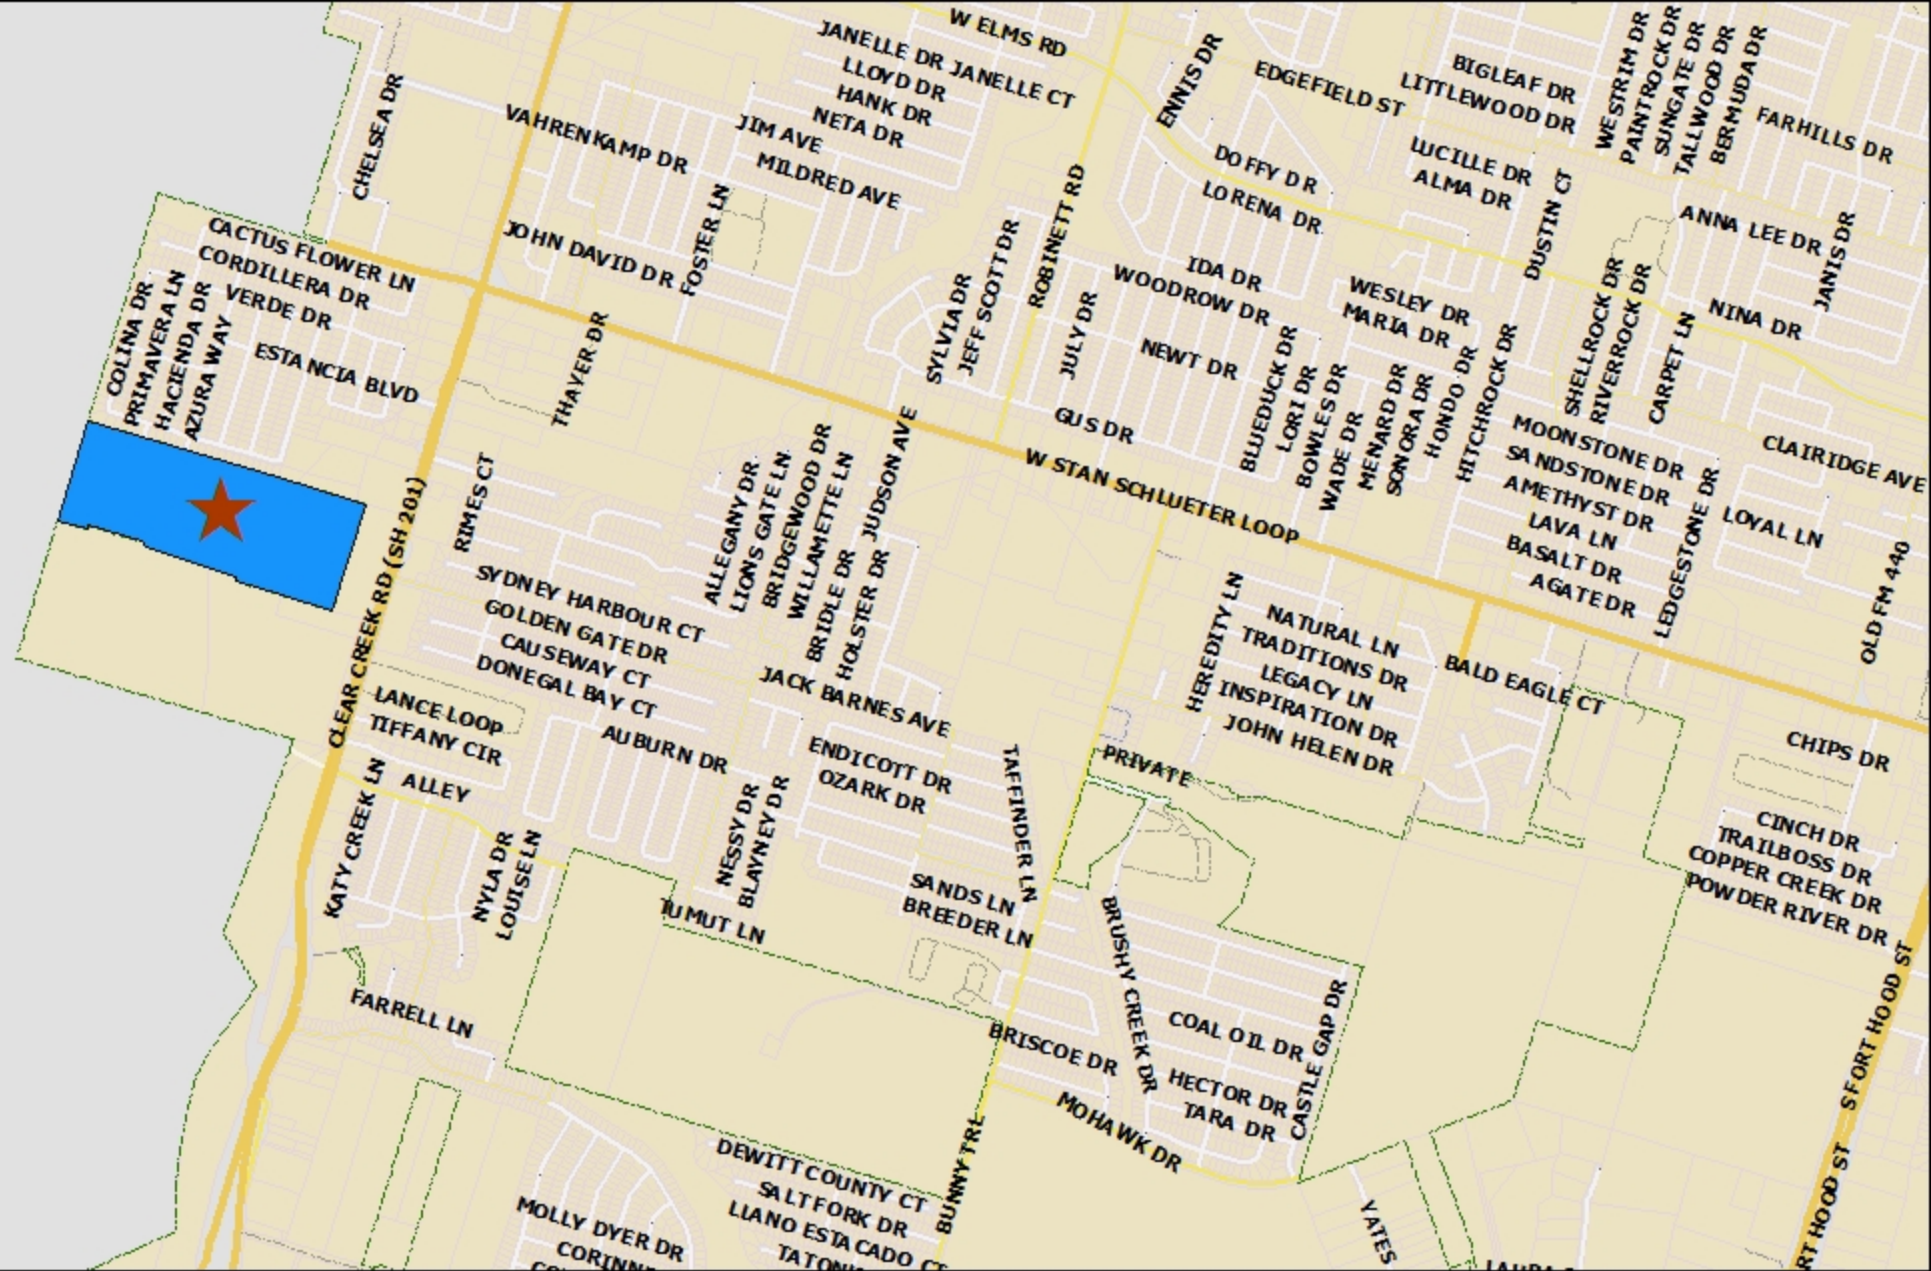 W ELMS RD
JANELLE DR JANELLE CT
LLOYD DR
HANK DR
NETA DR
JIM AVE
MILDRED AVE
VAHRENKAMP DR
CHELSEA DR
JOHN DAVID DR
FOSTER LN
ENNIS DR
EDGEFIELD ST
BIGLEAF DR
LITTLEWOOD DR
WESTRIM DR
PAINTROCK DR
SUNGATE DR
TALLWOOD DR
BERMUDA DR
FARHILLS DR
DOFFY DR
LORENA DR
LUCILLE DR
ALMA DR
DUSTIN CT
ANNA LEE DR
JANIS DR
ROBINETT RD
CACTUS FLOWER LN
CORDILLERA DR
VERDE DR
COLINA DR
PRIMAVERA LN
HACIENDA DR
AZURA WAY
ESTANCIA BLVD
THAYER DR
SYLVIA DR
JEFF SCOTT DR
JULY DR
IDA DR
WOODROW DR
NEWT DR
GUS DR
WESLEY DR
MARIA DR
BLUEDUCK DR
LORI DR
BOWLES DR
WADE DR
MENARD DR
SONORA DR
HONDO DR
HITCHROCK DR
SHELLROCK DR
RIVERROCK DR
CARPET LN
NINA DR
MOONSTONE DR
SANDSTONE DR
AMETHYST DR
LAVA LN
BASALT DR
AGATE DR
LEDGESTONE DR
CLAIRIDGE AVE
LOYAL LN
OLD FM 440
W STAN SCHLUETER LOOP
CLEAR CREEK RD (SH 201)
RIMES CT
ALLEGANY DR
LIONS GATE LN
BRIDGEWOOD DR
WILLAMETTE LN
JUDSON AVE
BRIDLE DR
HOLSTER DR
SYDNEY HARBOUR CT
GOLDEN GATE DR
CAUSEWAY CT
DONEGAL BAY CT
JACK BARNES AVE
HEREDITY LN
NATURAL LN
TRADITIONS DR
LEGACY LN
INSPIRATION DR
JOHN HELEN DR
BALD EAGLE CT
LANCE LOOP
TIFFANY CIR
ALLEY
AUBURN DR
ENDICOTT DR
OZARK DR
TAFFINDER LN
PRIVATE
CHIPS DR
KATY CREEK LN
NYLA DR
LOUISE LN
NESSY DR
BLAYNEY DR
TUMUT LN
SANDS LN
BREEDER LN
CINCH DR
TRAILBOSS DR
COPPER CREEK DR
POWDER RIVER DR
BRUSHY CREEK DR
FARRELL LN
BRISCOE DR
COAL OIL DR
CASTLE GAP DR
HECTOR DR
TARA DR
MOHAWK DR
BUNNY TRL
S FORT HOOD ST
RT HOOD ST
DEWITT COUNTY CT
SALT FORK DR
LLANO ESTACADO CT
MOLLY DYER DR
YATES